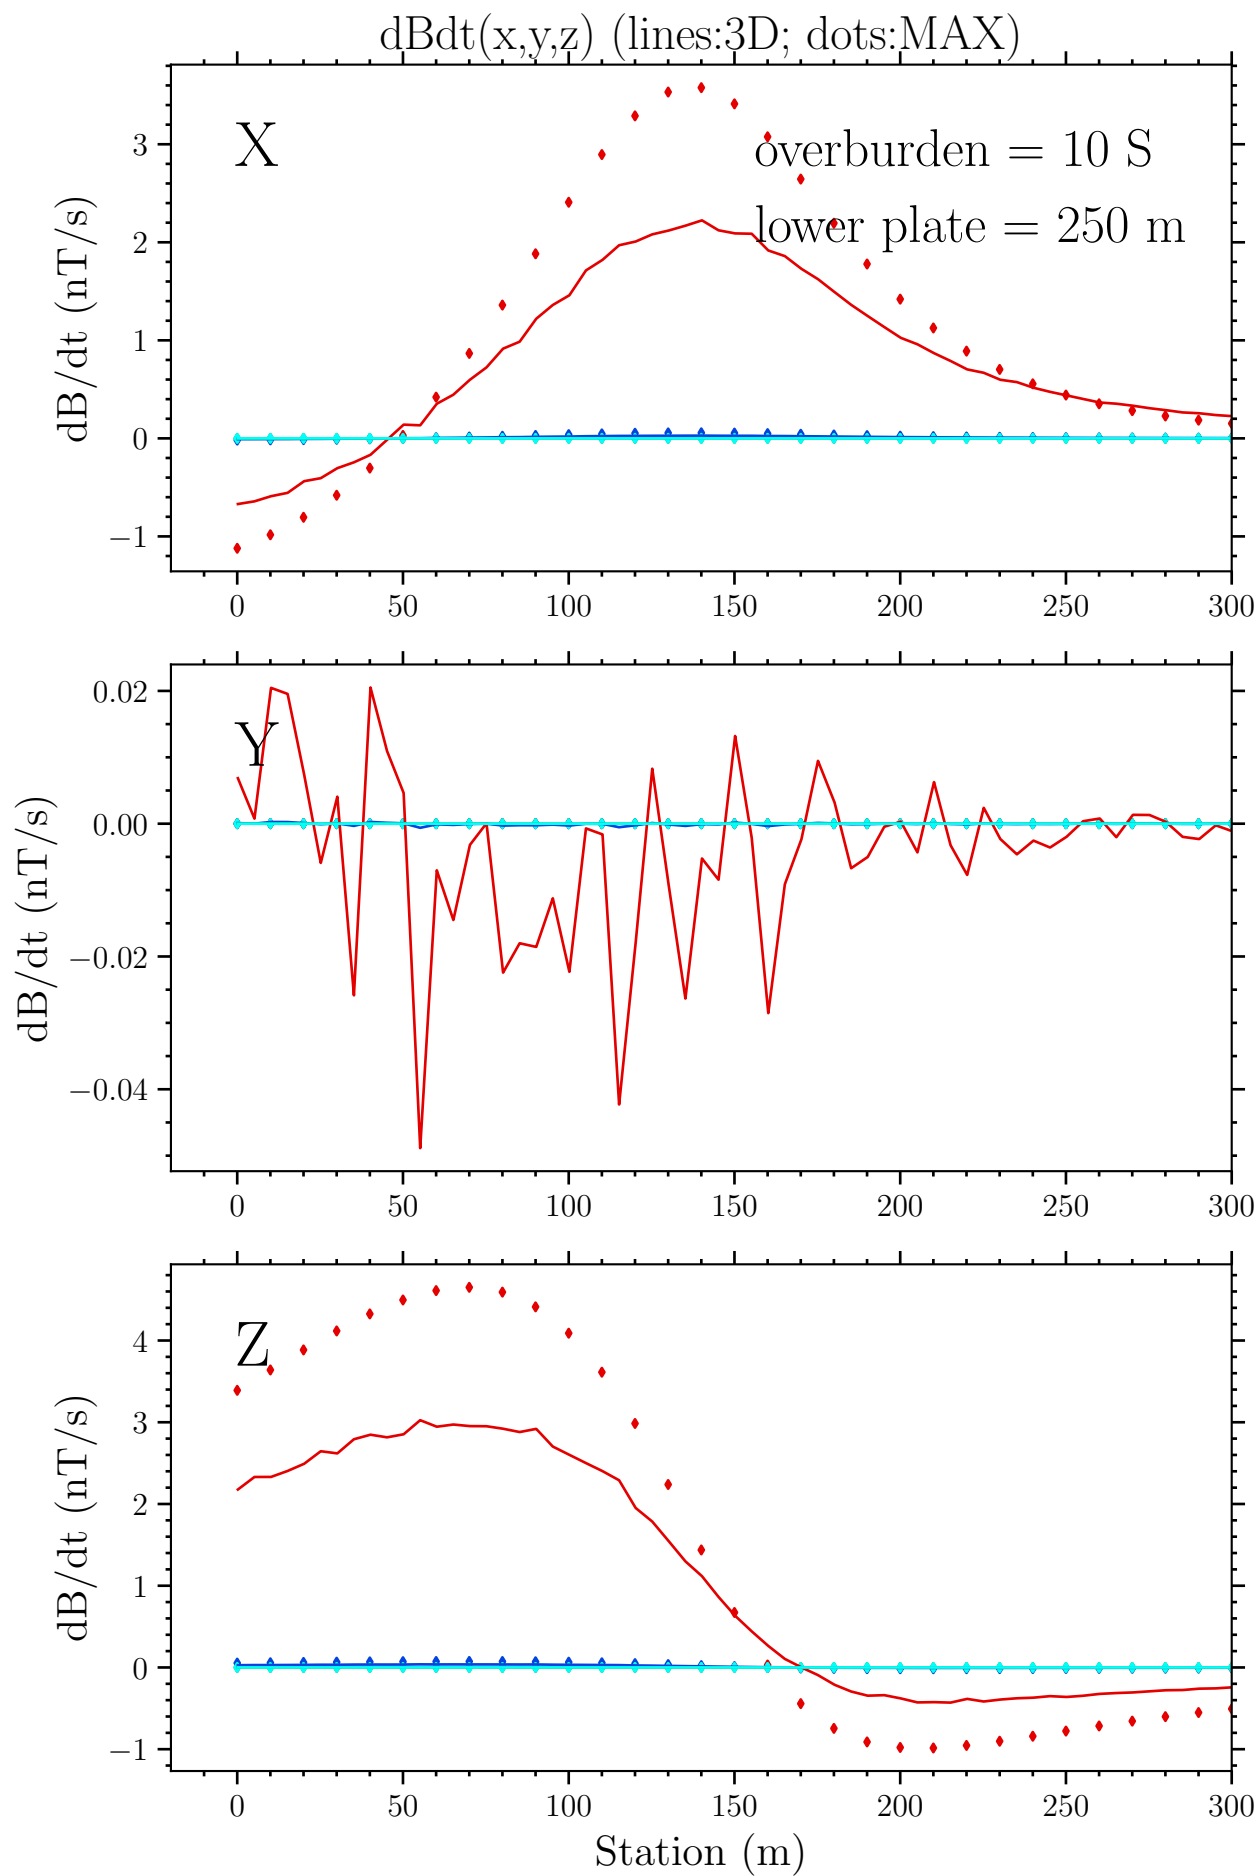 dBdt(x,y,z) (lines:3D; dots:MAX)
X
overburden = 10 S
lower plate = 250 m
dB/dt (nT/s)
3
2
1
0
−1
0 50 100 150 200 250 300
Y
dB/dt (nT/s)
0.02
0.00
−0.02
−0.04
0 50 100 150 200 250 300
Z
dB/dt (nT/s)
4
3
2
1
0
−1
0 50 100 150 200 250 300
Station (m)